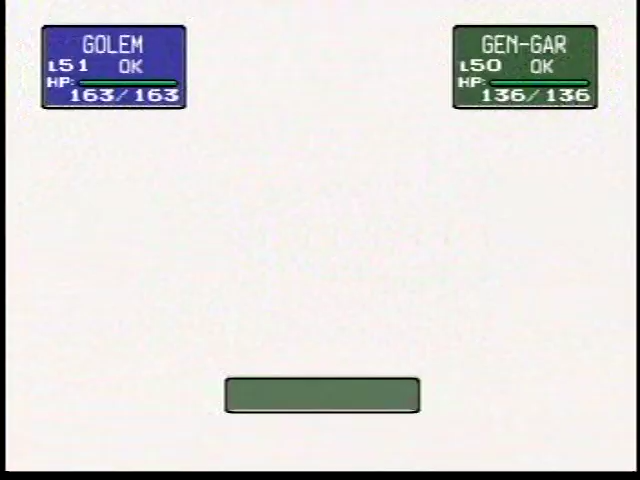 GOLEM
L51 OK
HP:
163/163
GEN-GAR
L50 OK
HP:
136/136